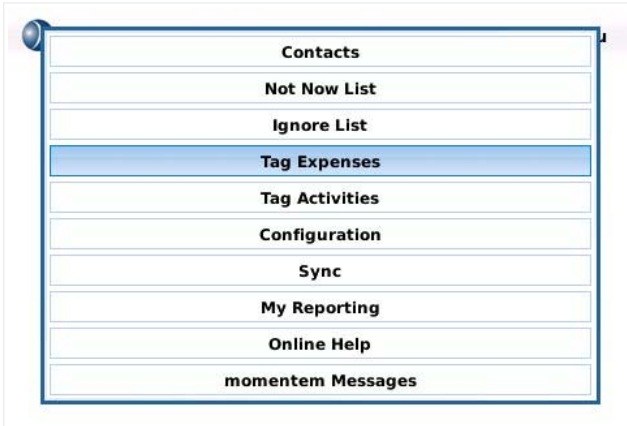 Contacts
Not Now List
Ignore List
Tag Expenses
Tag Activities
Configuration
Sync
My Reporting
Online Help
momentem Messages